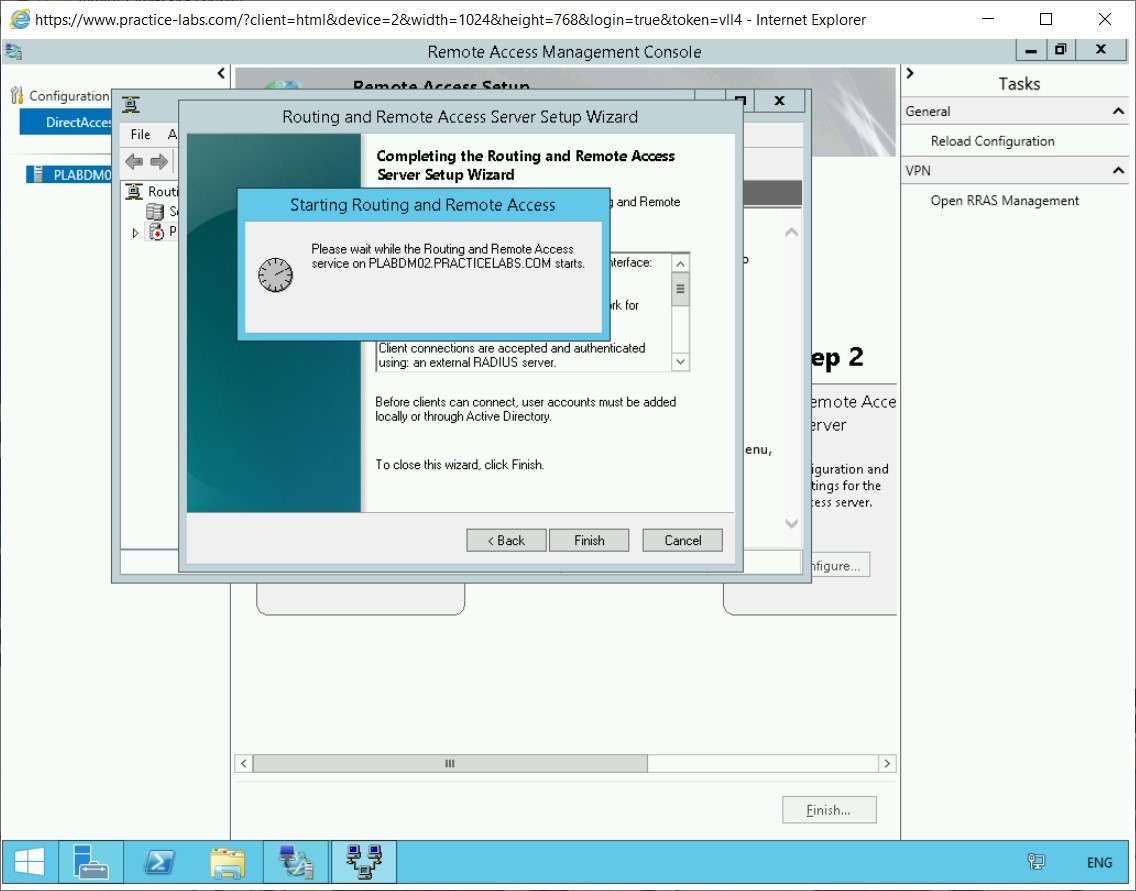 https://www.practice-labs.com/?client=html&device=2&width=1024&height=768&login=true&token=vll4 - Internet Explorer
Remote Access Management Console
Configuration
DirectAcces
PLABDM0
Remote Access Setup
File A
Routi
Se
P
Routing and Remote Access Server Setup Wizard
Completing the Routing and Remote Access
Server Setup Wizard
and Remote
Starting Routing and Remote Access
Please wait while the Routing and Remote Access
service on PLABDM02.PRACTICELABS.COM starts.
nterface:
rk for
Client connections are accepted and authenticated
using: an external RADIUS server.
Before clients can connect, user accounts must be added
locally or through Active Directory.
To close this wizard, click Finish.
< Back
Finish
Cancel
enu,
ep 2
emote Acce
erver
iguration and
tings for the
cess server.
nfigure...
Finish...
Tasks
General
Reload Configuration
VPN
Open RRAS Management
ENG